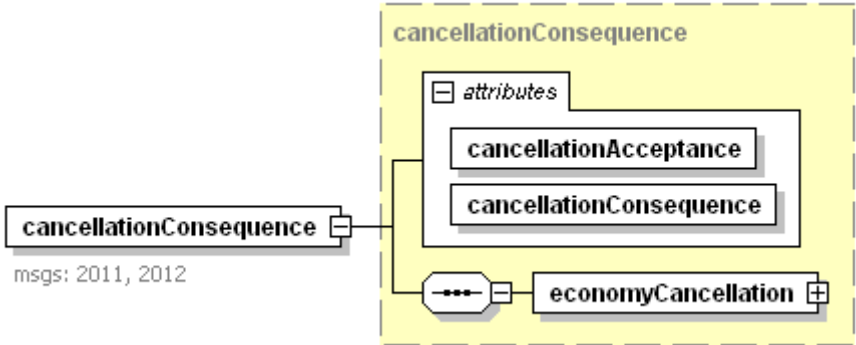 cancellationConsequence
attributes
cancellationAcceptance
cancellationConsequence
cancellationConsequence
msgs: 2011, 2012
economyCancellation